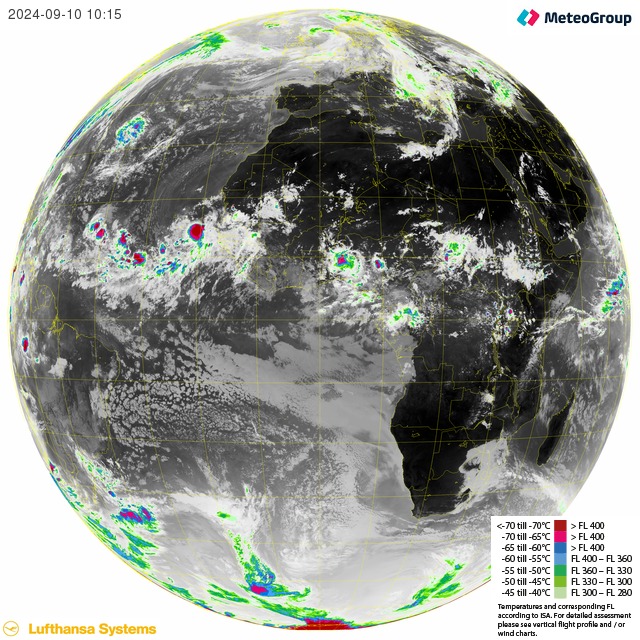 2024-09-10 10:15
MeteoGroup
<-70 till -70°C > FL 400
-70 till -65°C > FL 400
-65 till -60°C > FL 400
-60 till -55°C FL 400 – FL 360
-55 till -50°C FL 360 – FL 330
-50 till -45°C FL 330 – FL 300
-45 till -40°C FL 300 – FL 280
Temperatures and corresponding FL
according to ISA. For detailed assessment
please see vertical flight profile and / or
wind charts.
Lufthansa Systems